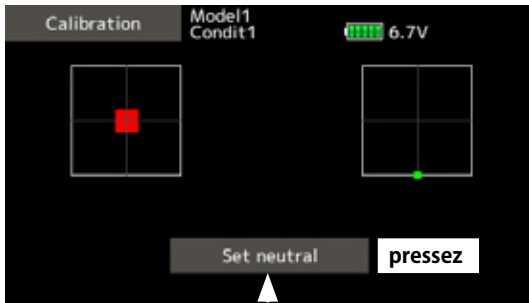 Calibration
Model1
Condit1
6.7V
Set neutral
pressez